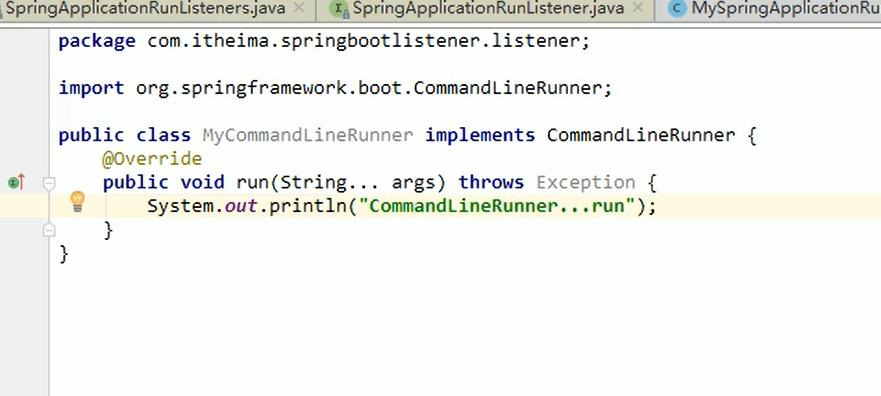 SpringApplicationRunListeners.java SpringApplicationRunListener.java MySpringApplicationRu
package com.itheima.springbootlistener.listener;
import org.springframework.boot.CommandLineRunner;
public class MyCommandLineRunner implements CommandLineRunner {
@Override
public void run(String... args) throws Exception {
System.out.println("CommandLineRunner...run");
}
}